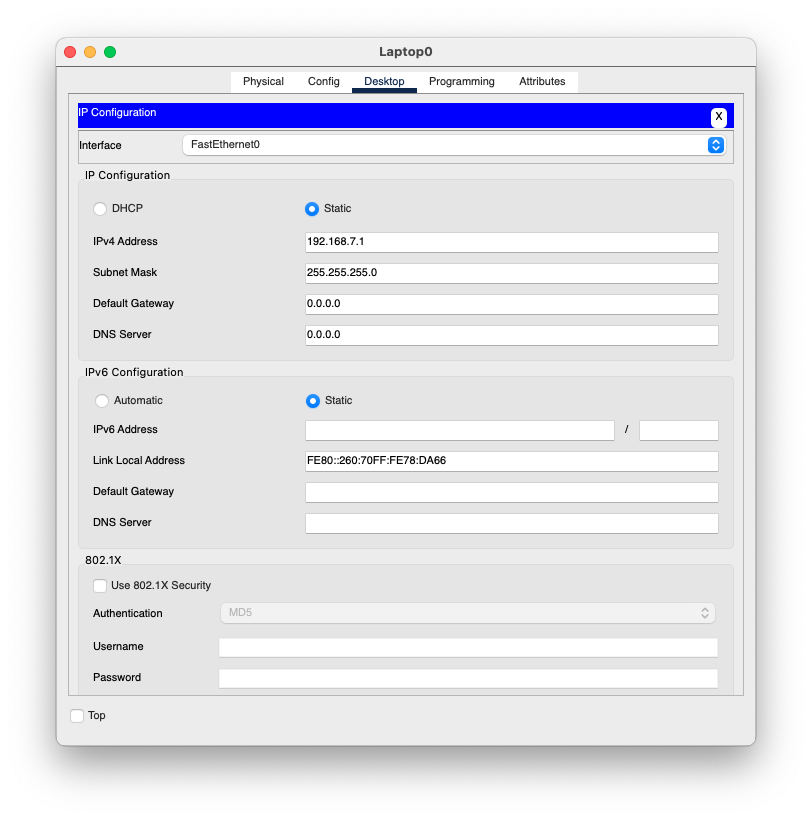 Laptop0
Physical Config Desktop Programming Attributes
IP Configuration
X
Interface FastEthernet0
IP Configuration
DHCP Static
IPv4 Address 192.168.7.1
Subnet Mask 255.255.255.0
Default Gateway 0.0.0.0
DNS Server 0.0.0.0
IPv6 Configuration
Automatic Static
IPv6 Address /
Link Local Address FE80::260:70FF:FE78:DA66
Default Gateway
DNS Server
802.1X
Use 802.1X Security
Authentication MD5
Username
Password
Top